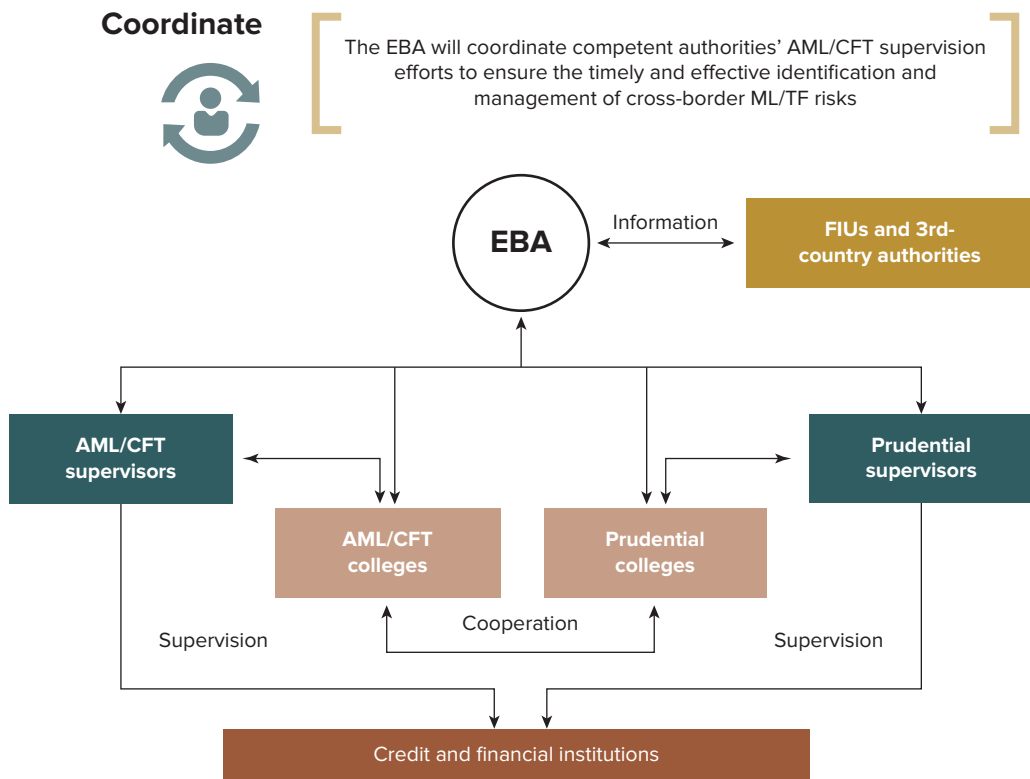 Coordinate
The EBA will coordinate competent authorities’ AML/CFT supervision
efforts to ensure the timely and effective identification and
management of cross-border ML/TF risks
EBA
Information
FIUs and 3rd-
country authorities
AML/CFT
supervisors
Prudential
supervisors
AML/CFT
colleges
Prudential
colleges
Cooperation
Supervision
Supervision
Credit and financial institutions